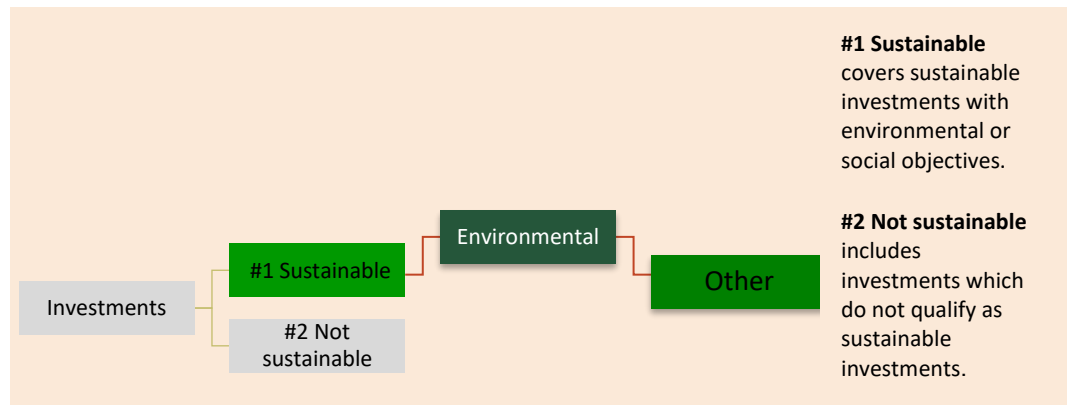 Investments
#1 Sustainable
#2 Not
sustainable
Environmental
Other
#1 Sustainable
covers sustainable
investments with
environmental or
social objectives.
#2 Not sustainable
includes
investments which
do not qualify as
sustainable
investments.